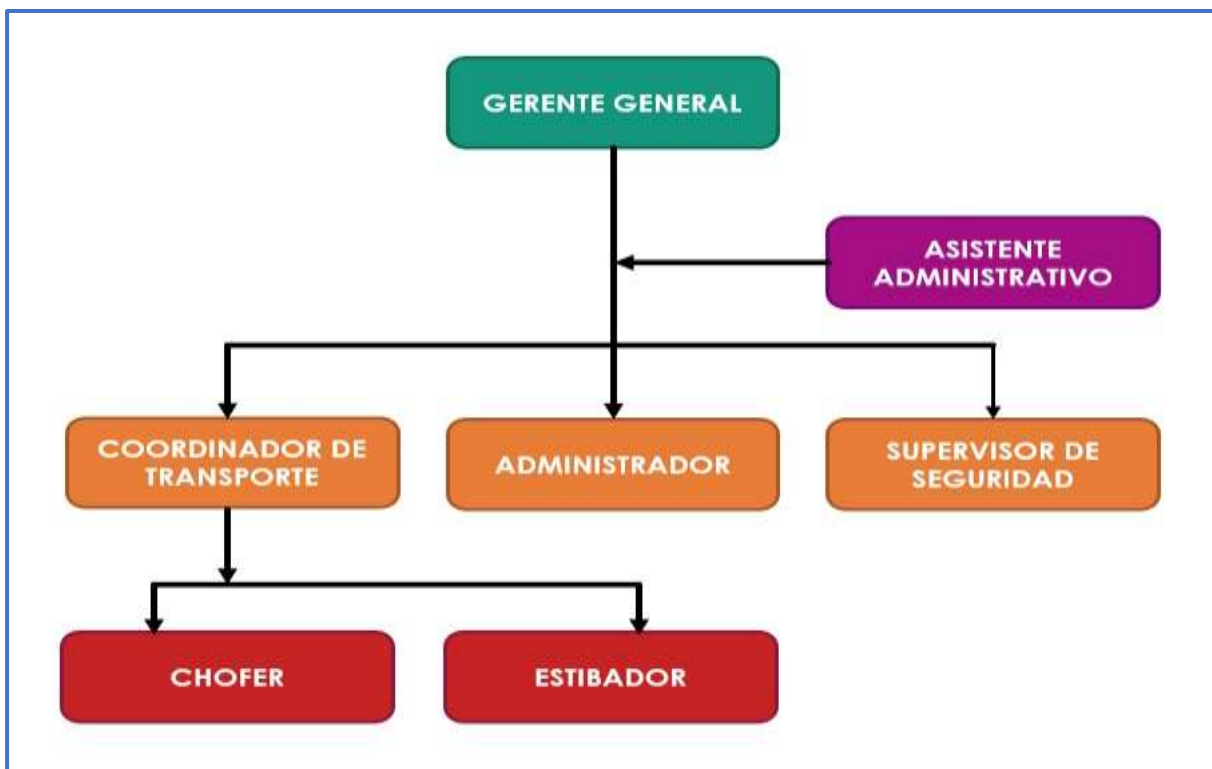 GERENTE GENERAL
ASISTENTE
ADMINISTRATIVO
COORDINADOR DE
TRANSPORTE
ADMINISTRADOR
SUPERVISOR DE
SEGURIDAD
CHOFER
ESTIBADOR